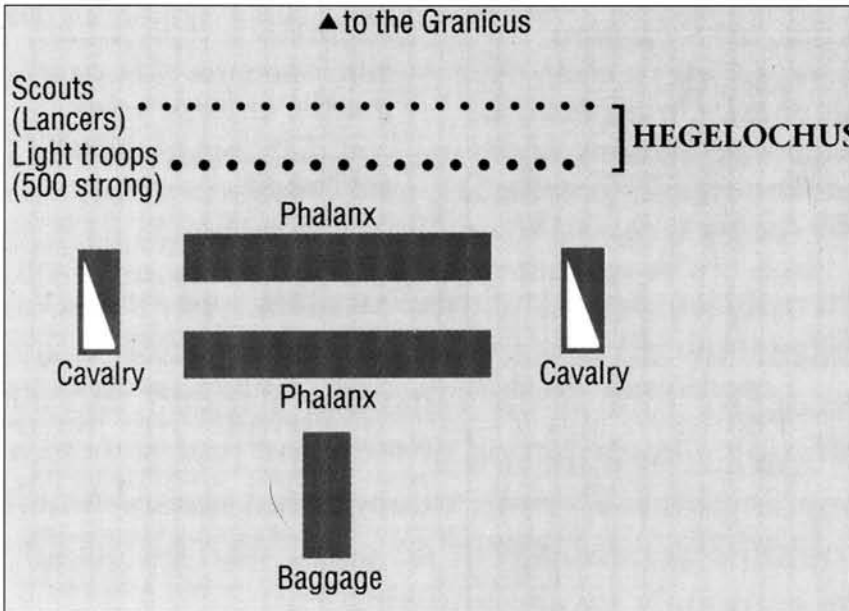 ▲ to the Granicus
Scouts
(Lancers)
HEGELOCHUS
Light troops
(500 strong)
Phalanx
Cavalry
Cavalry
Phalanx
Baggage